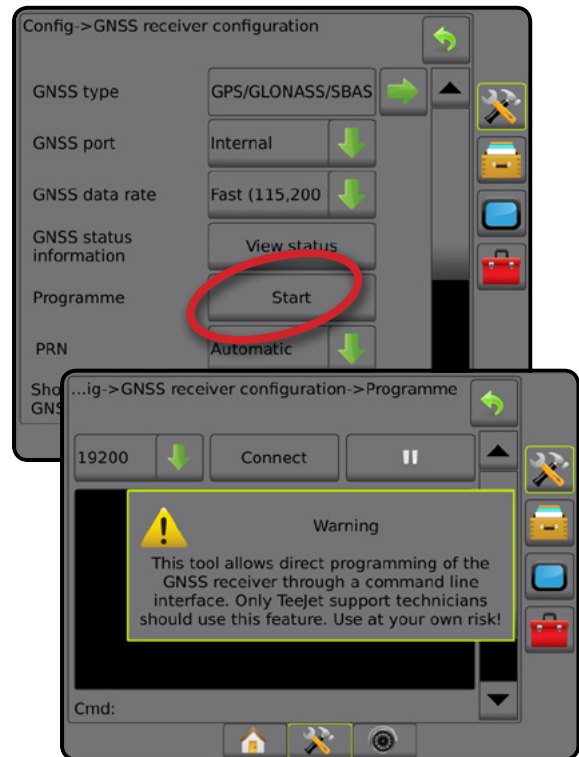 Config->GNSS receiver configuration
GNSS type GPS/GLONASS/SBAS
GNSS port Internal
GNSS data rate Fast (115,200
GNSS status
information View status
Programme Start
PRN Automatic
Sho
GNS
...ig->GNSS receiver configuration->Programme
19200 Connect
Warning
This tool allows direct programming of the
GNSS receiver through a command line
interface. Only TeeJet support technicians
should use this feature. Use at your own risk!
Cmd: